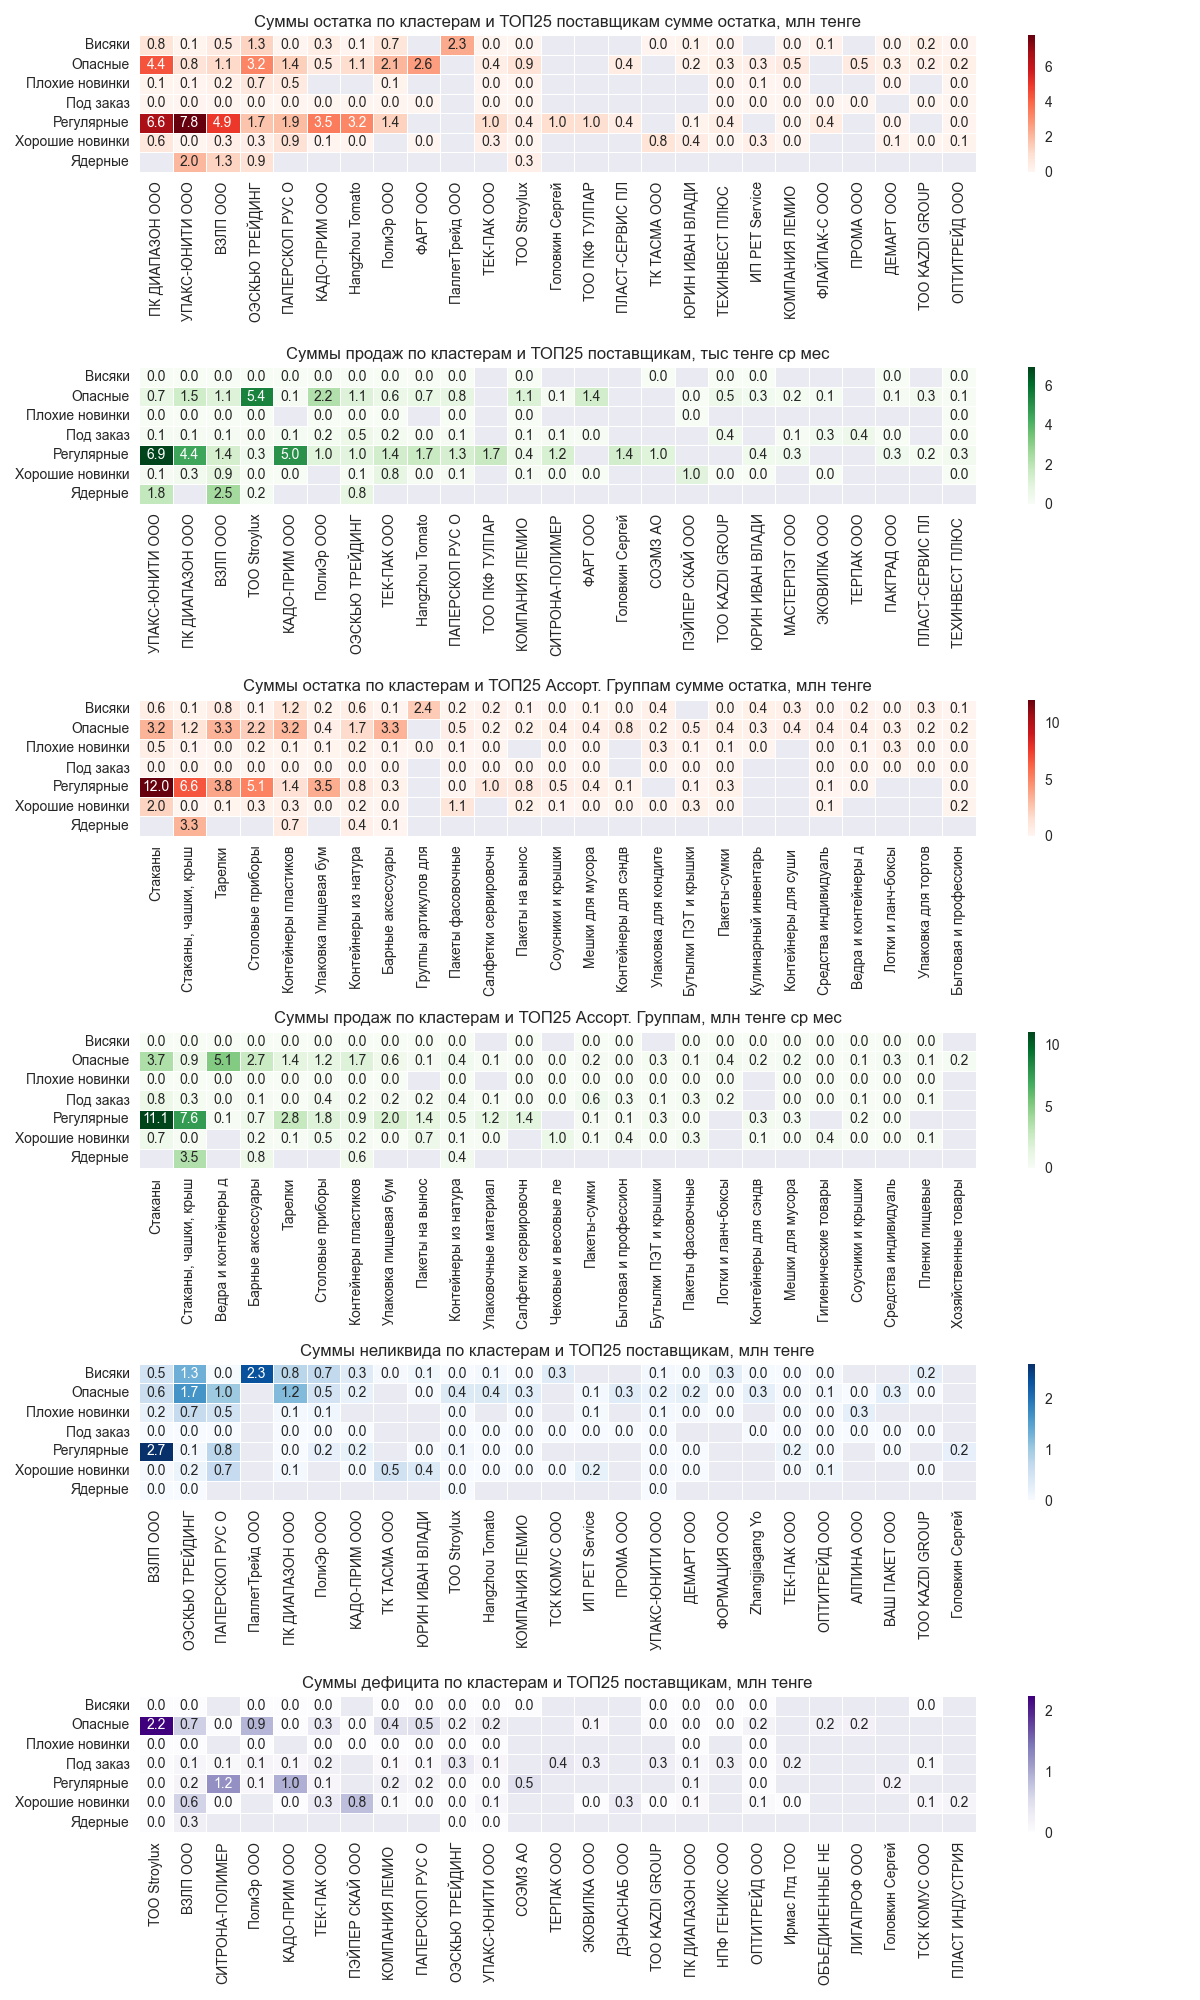 Суммы остатка по кластерам и ТОП25 поставщикам сумме остатка, млн тенге
Висяки 0.8 0.1 0.5 1.3 0.0 0.3 0.1 0.7 2.3 0.0 0.0 0.0 0.1 0.0 0.0 0.1 0.0 0.2 0.0
Опасные 4.4 0.8 1.1 3.2 1.4 0.5 1.1 2.1 2.6 0.4 0.9 0.4 0.2 0.3 0.3 0.5 0.5 0.3 0.2 0.2
Плохие новинки 0.1 0.1 0.2 0.7 0.5 0.1 0.0 0.0 0.0 0.1 0.0 0.0 0.0
Под заказ 0.0 0.0 0.0 0.0 0.0 0.0 0.0 0.0 0.0 0.0 0.0 0.0 0.0 0.0 0.0 0.0 0.0 0.0
Регулярные 6.6 7.8 4.9 1.7 1.9 3.5 3.2 1.4 1.0 0.4 1.0 1.0 0.4 0.1 0.4 0.0 0.4 0.0 0.0
Хорошие новинки 0.6 0.0 0.3 0.3 0.9 0.1 0.0 0.0 0.3 0.0 0.8 0.4 0.0 0.3 0.0 0.1 0.0 0.1
Ядерные 2.0 1.3 0.9 0.3
ПК ДИАПАЗОН ООО
УПАКС-ЮНИТИ ООО
ВЗЛП ООО
ОЭСКЬЮ ТРЕЙДИНГ
ПАПЕРСКОП РУС О
КАДО-ПРИМ ООО
Hangzhou Tomato
ПолиЭр ООО
ФАРТ ООО
ПаллетТрейд ООО
ТЕК-ПАК ООО
ТОО Stroylux
Головкин Сергей
ТОО ПКФ ТУЛПАР
ПЛАСТ-СЕРВИС ПЛ
ТК ТАСМА ООО
ЮРИН ИВАН ВЛАДИ
ТЕХИНВЕСТ ПЛЮС
ИП PET Service
КОМПАНИЯ ЛЕМИО
ФЛАЙПАК-С ООО
ПРОМА ООО
ДЕМАРТ ООО
ТОО KAZDI GROUP
ОПТИТРЕЙД ООО
6
4
2
0
Суммы продаж по кластерам и ТОП25 поставщикам, тыс тенге ср мес
Висяки 0.0 0.0 0.0 0.0 0.0 0.0 0.0 0.0 0.0 0.0 0.0 0.0 0.0 0.0 0.0 0.0
Опасные 0.7 1.5 1.1 5.4 0.1 2.2 1.1 0.6 0.7 0.8 1.1 0.1 1.4 0.0 0.5 0.3 0.2 0.1 0.1 0.3 0.1
Плохие новинки 0.0 0.0 0.0 0.0 0.0 0.0 0.0 0.0 0.0 0.0 0.0
Под заказ 0.1 0.1 0.1 0.0 0.1 0.2 0.5 0.2 0.0 0.1 0.1 0.1 0.0 0.4 0.1 0.3 0.4 0.0 0.0
Регулярные 6.9 4.4 1.4 0.3 5.0 1.0 1.0 1.4 1.7 1.3 1.7 0.4 1.2 1.4 1.0 0.4 0.3 0.3 0.2 0.3
Хорошие новинки 0.1 0.3 0.9 0.0 0.0 0.1 0.8 0.0 0.1 0.1 0.0 0.0 1.0 0.0 0.0 0.0 0.0
Ядерные 1.8 2.5 0.2 0.8
УПАКС-ЮНИТИ ООО
ПК ДИАПАЗОН ООО
ВЗЛП ООО
ТОО Stroylux
КАДО-ПРИМ ООО
ПолиЭр ООО
ОЭСКЬЮ ТРЕЙДИНГ
ТЕК-ПАК ООО
Hangzhou Tomato
ПАПЕРСКОП РУС О
ТОО ПКФ ТУЛПАР
КОМПАНИЯ ЛЕМИО
СИТРОНА-ПОЛИМЕР
ФАРТ ООО
Головкин Сергей
СОЭМЗ АО
ПЭЙПЕР СКАЙ ООО
ТОО KAZDI GROUP
ЮРИН ИВАН ВЛАДИ
МАСТЕРПЭТ ООО
ЭКОВИЛКА ООО
ТЕРПАК ООО
ПАКГРАД ООО
ПЛАСТ-СЕРВИС ПЛ
ТЕХИНВЕСТ ПЛЮС
6
4
2
0
Суммы остатка по кластерам и ТОП25 Ассорт. Группам сумме остатка, млн тенге
Висяки 0.6 0.1 0.8 0.1 1.2 0.2 0.6 0.1 2.4 0.2 0.2 0.1 0.0 0.1 0.0 0.4 0.0 0.4 0.3 0.0 0.2 0.0 0.3 0.1
Опасные 3.2 1.2 3.3 2.2 3.2 0.4 1.7 3.3 0.5 0.2 0.2 0.4 0.4 0.8 0.2 0.5 0.4 0.3 0.4 0.4 0.4 0.3 0.2 0.2
Плохие новинки 0.5 0.1 0.0 0.2 0.1 0.1 0.2 0.1 0.0 0.1 0.0 0.0 0.0 0.3 0.1 0.1 0.0 0.0 0.1 0.3 0.0 0.0
Под заказ 0.0 0.0 0.0 0.0 0.0 0.0 0.0 0.0 0.0 0.0 0.0 0.0 0.0 0.0 0.0 0.0 0.0 0.0 0.0 0.0 0.0
Регулярные 12.0 6.6 3.8 5.1 1.4 3.5 0.8 0.3 0.0 1.0 0.8 0.5 0.4 0.1 0.1 0.3 0.1 0.0 0.0
Хорошие новинки 2.0 0.0 0.1 0.3 0.3 0.0 0.2 0.0 1.1 0.2 0.1 0.0 0.0 0.0 0.3 0.0 0.1 0.2
Ядерные 3.3 0.7 0.4 0.1
Стаканы
Стаканы, чашки, крыш
Тарелки
Столовые приборы
Контейнеры пластиков
Упаковка пищевая бум
Контейнеры из натура
Барные аксессуары
Группы артикулов для
Пакеты фасовочные
Салфетки сервировочн
Пакеты на вынос
Соусники и крышки
Мешки для мусора
Контейнеры для сэндв
Упаковка для кондите
Бутылки ПЭТ и крышки
Пакеты-сумки
Кулинарный инвентарь
Контейнеры для суши
Средства индивидуаль
Ведра и контейнеры д
Лотки и ланч-боксы
Упаковка для тортов
Бытовая и профессион
10
5
0
Суммы продаж по кластерам и ТОП25 Ассорт. Группам, млн тенге ср мес
Висяки 0.0 0.0 0.0 0.0 0.0 0.0 0.0 0.0 0.0 0.0 0.0 0.0 0.0 0.0 0.0 0.0 0.0 0.0 0.0 0.0 0.0
Опасные 3.7 0.9 5.1 2.7 1.4 1.2 1.7 0.6 0.1 0.4 0.1 0.0 0.0 0.2 0.0 0.3 0.1 0.4 0.2 0.2 0.0 0.1 0.3 0.1 0.2
Плохие новинки 0.0 0.0 0.0 0.0 0.0 0.0 0.0 0.0 0.0 0.0 0.0 0.0 0.0 0.0 0.0 0.0 0.0 0.0 0.0 0.0 0.0
Под заказ 0.8 0.3 0.0 0.1 0.0 0.4 0.2 0.2 0.2 0.4 0.1 0.0 0.0 0.6 0.3 0.1 0.3 0.2 0.0 0.0 0.1 0.0 0.1
Регулярные 11.1 7.6 0.1 0.7 2.8 1.8 0.9 2.0 1.4 0.5 1.2 1.4 0.1 0.1 0.3 0.0 0.3 0.3 0.2 0.0
Хорошие новинки 0.7 0.0 0.2 0.1 0.5 0.2 0.0 0.7 0.1 0.0 1.0 0.1 0.4 0.0 0.3 0.1 0.0 0.4 0.0 0.0 0.1
Ядерные 3.5 0.8 0.6 0.4
Стаканы
Стаканы, чашки, крыш
Ведра и контейнеры д
Барные аксессуары
Тарелки
Столовые приборы
Контейнеры пластиков
Упаковка пищевая бум
Пакеты на вынос
Контейнеры из натура
Упаковочные материал
Салфетки сервировочн
Чековые и весовые ле
Пакеты-сумки
Бытовая и профессион
Бутылки ПЭТ и крышки
Пакеты фасовочные
Лотки и ланч-боксы
Контейнеры для сэндв
Мешки для мусора
Гигиенические товары
Соусники и крышки
Средства индивидуаль
Пленки пищевые
Хозяйственные товары
10
5
0
Суммы неликвида по кластерам и ТОП25 поставщикам, млн тенге
Висяки 0.5 1.3 0.0 2.3 0.8 0.7 0.3 0.0 0.1 0.0 0.1 0.0 0.3 0.1 0.0 0.3 0.0 0.0 0.0 0.2
Опасные 0.6 1.7 1.0 1.2 0.5 0.2 0.0 0.4 0.4 0.3 0.1 0.3 0.2 0.2 0.0 0.3 0.0 0.1 0.0 0.3 0.0
Плохие новинки 0.2 0.7 0.5 0.1 0.1 0.0 0.0 0.1 0.1 0.0 0.0 0.0 0.0 0.3
Под заказ 0.0 0.0 0.0 0.0 0.0 0.0 0.0 0.0 0.0 0.0 0.0 0.0 0.0 0.0 0.0 0.0 0.0 0.0 0.0 0.0
Регулярные 2.7 0.1 0.8 0.0 0.2 0.2 0.0 0.1 0.0 0.0 0.0 0.0 0.2 0.0 0.0 0.2
Хорошие новинки 0.0 0.2 0.7 0.1 0.0 0.5 0.4 0.0 0.0 0.0 0.0 0.2 0.0 0.0 0.0 0.1 0.0
Ядерные 0.0 0.0 0.0 0.0
ВЗЛП ООО
ОЭСКЬЮ ТРЕЙДИНГ
ПАПЕРСКОП РУС О
ПаллетТрейд ООО
ПК ДИАПАЗОН ООО
ПолиЭр ООО
КАДО-ПРИМ ООО
ТК ТАСМА ООО
ЮРИН ИВАН ВЛАДИ
ТОО Stroylux
Hangzhou Tomato
КОМПАНИЯ ЛЕМИО
ТСК КОМУС ООО
ИП PET Service
ПРОМА ООО
УПАКС-ЮНИТИ ООО
ДЕМАРТ ООО
ФОРМАЦИЯ ООО
Zhangjiagang Yo
ТЕК-ПАК ООО
ОПТИТРЕЙД ООО
АЛПИНА ООО
ВАШ ПАКЕТ ООО
ТОО KAZDI GROUP
Головкин Сергей
2
1
0
Суммы дефицита по кластерам и ТОП25 поставщикам, млн тенге
Висяки 0.0 0.0 0.0 0.0 0.0 0.0 0.0 0.0 0.0 0.0 0.0 0.0 0.0 0.0 0.0
Опасные 2.2 0.7 0.0 0.9 0.0 0.3 0.0 0.4 0.5 0.2 0.2 0.1 0.0 0.0 0.0 0.2 0.2 0.2
Плохие новинки 0.0 0.0 0.0 0.0 0.0 0.0 0.0 0.0 0.0 0.0 0.0
Под заказ 0.0 0.1 0.1 0.1 0.1 0.2 0.1 0.1 0.3 0.1 0.4 0.3 0.3 0.1 0.3 0.0 0.2 0.1
Регулярные 0.0 0.2 1.2 0.1 1.0 0.1 0.2 0.2 0.0 0.0 0.5 0.1 0.0 0.2
Хорошие новинки 0.0 0.6 0.0 0.0 0.3 0.8 0.1 0.0 0.0 0.1 0.0 0.3 0.0 0.1 0.1 0.0 0.1 0.2
Ядерные 0.0 0.3 0.0 0.0
ТОО Stroylux
ВЗЛП ООО
СИТРОНА-ПОЛИМЕР
ПолиЭр ООО
КАДО-ПРИМ ООО
ТЕК-ПАК ООО
ПЭЙПЕР СКАЙ ООО
КОМПАНИЯ ЛЕМИО
ПАПЕРСКОП РУС О
ОЭСКЬЮ ТРЕЙДИНГ
УПАКС-ЮНИТИ ООО
СОЭМЗ АО
ТЕРПАК ООО
ЭКОВИЛКА ООО
ДЭНАСНАБ ООО
ТОО KAZDI GROUP
ПК ДИАПАЗОН ООО
НПФ ГЕНИКС ООО
ОПТИТРЕЙД ООО
Ирмас Лтд ТОО
ОБЪЕДИНЕННЫЕ НЕ
ЛИГАПРОФ ООО
Головкин Сергей
ТСК КОМУС ООО
ПЛАСТ ИНДУСТРИЯ
2
1
0